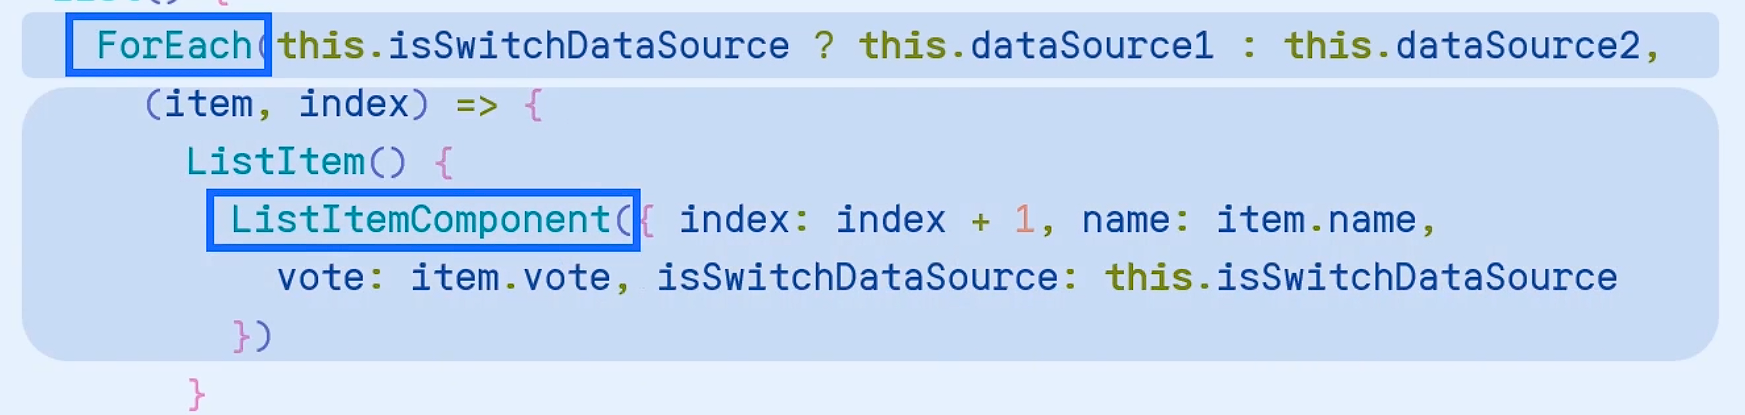 ForEach(this.isSwitchDataSource ? this.dataSource1 : this.dataSource2,
(item, index) => {
ListItem() {
ListItemComponent({ index: index + 1, name: item.name,
vote: item.vote, isSwitchDataSource: this.isSwitchDataSource
})
}